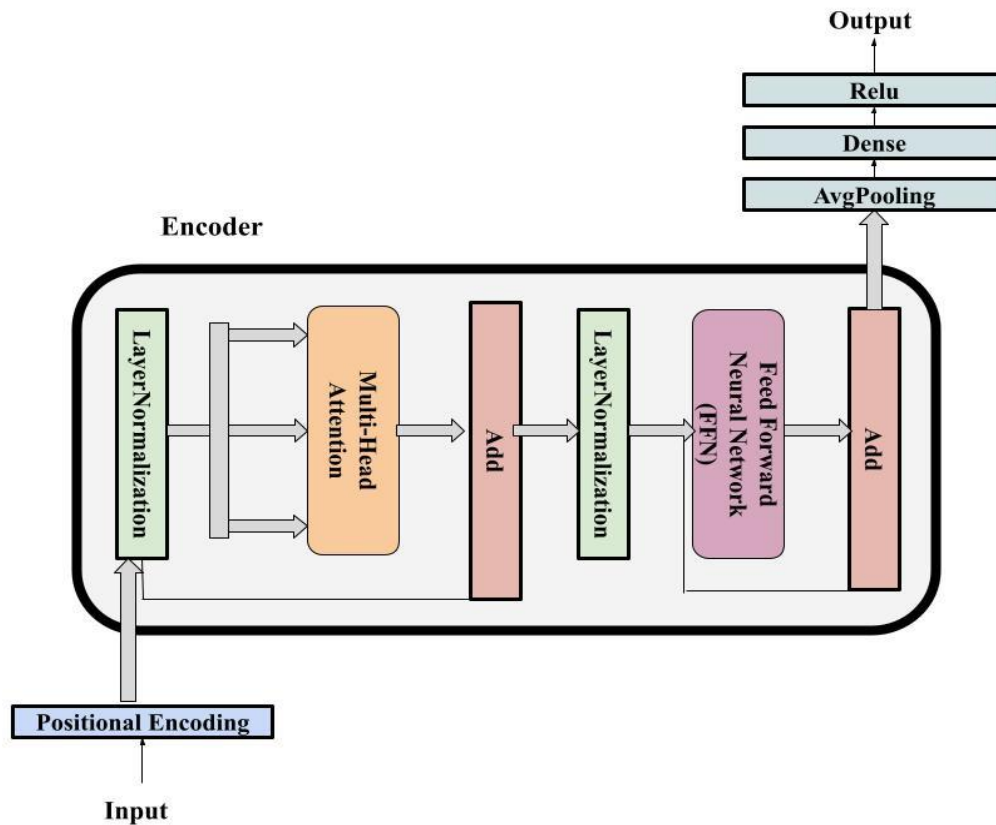 Output
Relu
Dense
AvgPooling
Encoder
LayerNormalization
Multi-Head
Attention
Add
LayerNormalization
Feed Forward
Neural Network
(FFN)
Add
Positional Encoding
Input